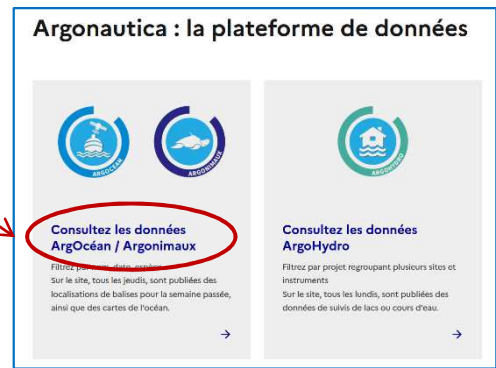 Argonautica : la plateforme de données
ARGOCÉAN
ARGONIMAUX
ARGOHYDRO
Consultez les données
ArgOcéan / Argonimaux
Filtrez par nom, date, espèce
Sur le site, tous les jeudis, sont publiées des
localisations de balises pour la semaine passée,
ainsi que des cartes de l'océan.
Consultez les données
ArgoHydro
Filtrez par projet regroupant plusieurs sites et
instruments
Sur le site, tous les lundis, sont publiées des
données de suivis de lacs ou cours d'eau.